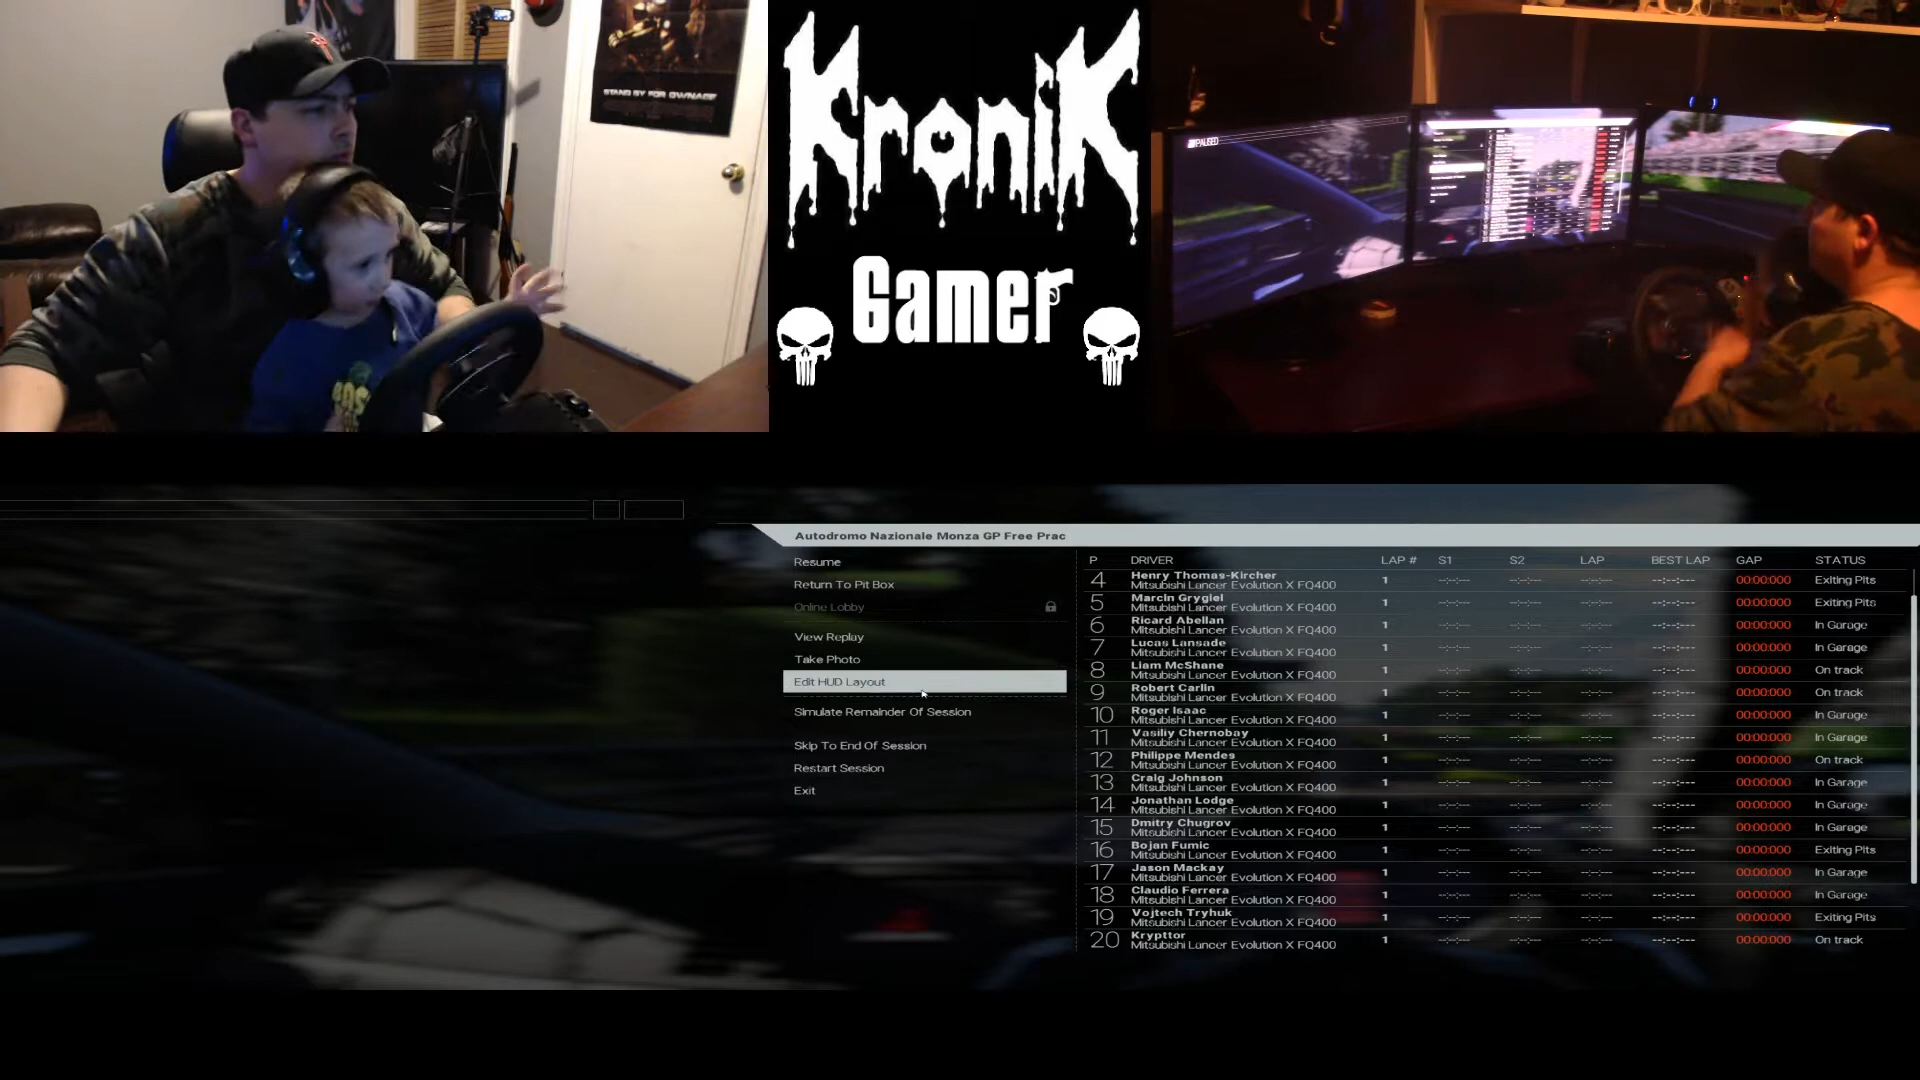 STAND BY FOR OWNAGE
KroniK
Gamer
PAUSED
Autodromo Nazionale Monza GP Free Prac
Resume
Return To Pit Box
Online Lobby
View Replay
Take Photo
Edit HUD Layout
Simulate Remainder Of Session
Skip To End Of Session
Restart Session
Exit
P DRIVER LAP # S1 S2 LAP BEST LAP GAP STATUS
4 Henry Thomas-Kircher 1 --:--:--- --:--:--- --:--:--- --:--:--- 00:00:000 Exiting Pits
Mitsubishi Lancer Evolution X FQ400
5 Marcin Grygiel 1 --:--:--- --:--:--- --:--:--- --:--:--- 00:00:000 Exiting Pits
Mitsubishi Lancer Evolution X FQ400
6 Ricard Abellan 1 --:--:--- --:--:--- --:--:--- --:--:--- 00:00:000 In Garage
Mitsubishi Lancer Evolution X FQ400
7 Lucas Lansade 1 --:--:--- --:--:--- --:--:--- --:--:--- 00:00:000 In Garage
Mitsubishi Lancer Evolution X FQ400
8 Liam McShane 1 --:--:--- --:--:--- --:--:--- --:--:--- 00:00:000 On track
Mitsubishi Lancer Evolution X FQ400
9 Robert Carlin 1 --:--:--- --:--:--- --:--:--- --:--:--- 00:00:000 On track
Mitsubishi Lancer Evolution X FQ400
10 Roger Isaac 1 --:--:--- --:--:--- --:--:--- --:--:--- 00:00:000 In Garage
Mitsubishi Lancer Evolution X FQ400
11 Vasiliy Chernobay 1 --:--:--- --:--:--- --:--:--- --:--:--- 00:00:000 In Garage
Mitsubishi Lancer Evolution X FQ400
12 Philippe Mendes 1 --:--:--- --:--:--- --:--:--- --:--:--- 00:00:000 On track
Mitsubishi Lancer Evolution X FQ400
13 Craig Johnson 1 --:--:--- --:--:--- --:--:--- --:--:--- 00:00:000 In Garage
Mitsubishi Lancer Evolution X FQ400
14 Jonathan Lodge 1 --:--:--- --:--:--- --:--:--- --:--:--- 00:00:000 In Garage
Mitsubishi Lancer Evolution X FQ400
15 Dmitry Chugrov 1 --:--:--- --:--:--- --:--:--- --:--:--- 00:00:000 In Garage
Mitsubishi Lancer Evolution X FQ400
16 Bojan Fumic 1 --:--:--- --:--:--- --:--:--- --:--:--- 00:00:000 Exiting Pits
Mitsubishi Lancer Evolution X FQ400
17 Jason Mackay 1 --:--:--- --:--:--- --:--:--- --:--:--- 00:00:000 In Garage
Mitsubishi Lancer Evolution X FQ400
18 Claudio Ferrera 1 --:--:--- --:--:--- --:--:--- --:--:--- 00:00:000 In Garage
Mitsubishi Lancer Evolution X FQ400
19 Vojtech Tryhuk 1 --:--:--- --:--:--- --:--:--- --:--:--- 00:00:000 Exiting Pits
Mitsubishi Lancer Evolution X FQ400
20 Krypttor 1 --:--:--- --:--:--- --:--:--- --:--:--- 00:00:000 On track
Mitsubishi Lancer Evolution X FQ400